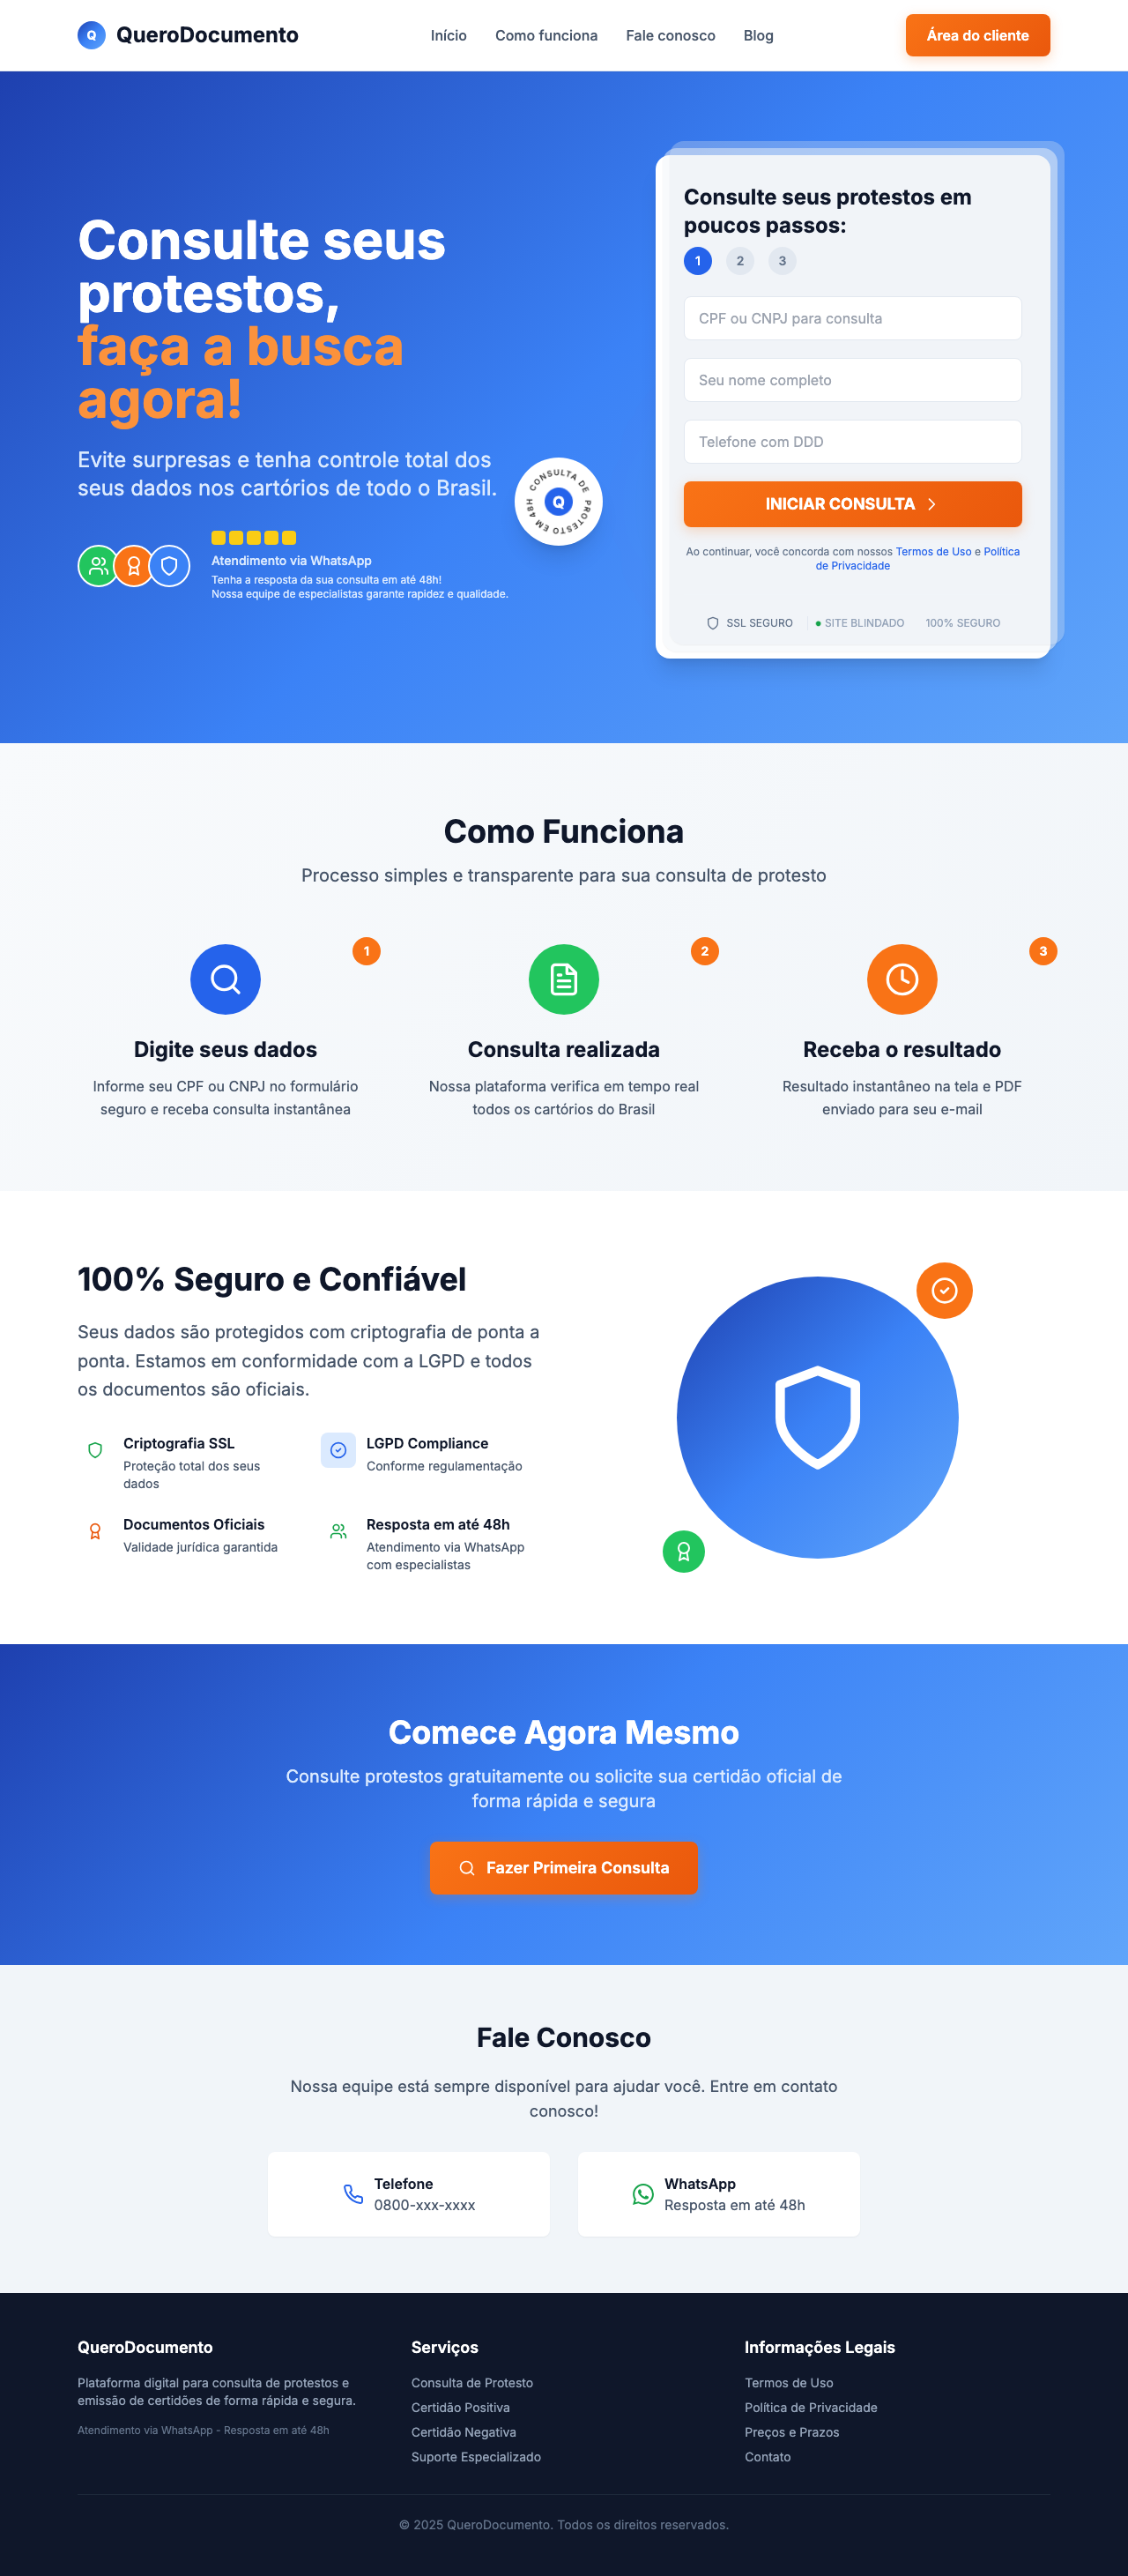 Q QueroDocumento
Início
Como funciona
Fale conosco
Blog
Área do cliente
Consulte seus
protestos,
faça a busca
agora!
Evite surpresas e tenha controle total dos
seus dados nos cartórios de todo o Brasil.
Atendimento via WhatsApp
Tenha a resposta da sua consulta em até 48h!
Nossa equipe de especialistas garante rapidez e qualidade.
CONSULTA DE PROTESTO EM 48H
Q
Consulte seus protestos em
poucos passos:
1 2 3
CPF ou CNPJ para consulta
Seu nome completo
Telefone com DDD
INICIAR CONSULTA
Ao continuar, você concorda com nossos Termos de Uso e Política
de Privacidade
SSL SEGURO
SITE BLINDADO
100% SEGURO
Como Funciona
Processo simples e transparente para sua consulta de protesto
1
Digite seus dados
Informe seu CPF ou CNPJ no formulário
seguro e receba consulta instantânea
2
Consulta realizada
Nossa plataforma verifica em tempo real
todos os cartórios do Brasil
3
Receba o resultado
Resultado instantâneo na tela e PDF
enviado para seu e-mail
100% Seguro e Confiável
Seus dados são protegidos com criptografia de ponta a
ponta. Estamos em conformidade com a LGPD e todos
os documentos são oficiais.
Criptografia SSL
Proteção total dos seus
dados
LGPD Compliance
Conforme regulamentação
Documentos Oficiais
Validade jurídica garantida
Resposta em até 48h
Atendimento via WhatsApp
com especialistas
Comece Agora Mesmo
Consulte protestos gratuitamente ou solicite sua certidão oficial de
forma rápida e segura
Fazer Primeira Consulta
Fale Conosco
Nossa equipe está sempre disponível para ajudar você. Entre em contato
conosco!
Telefone
0800-xxx-xxxx
WhatsApp
Resposta em até 48h
QueroDocumento
Plataforma digital para consulta de protestos e
emissão de certidões de forma rápida e segura.
Atendimento via WhatsApp - Resposta em até 48h
Serviços
Consulta de Protesto
Certidão Positiva
Certidão Negativa
Suporte Especializado
Informações Legais
Termos de Uso
Política de Privacidade
Preços e Prazos
Contato
© 2025 QueroDocumento. Todos os direitos reservados.